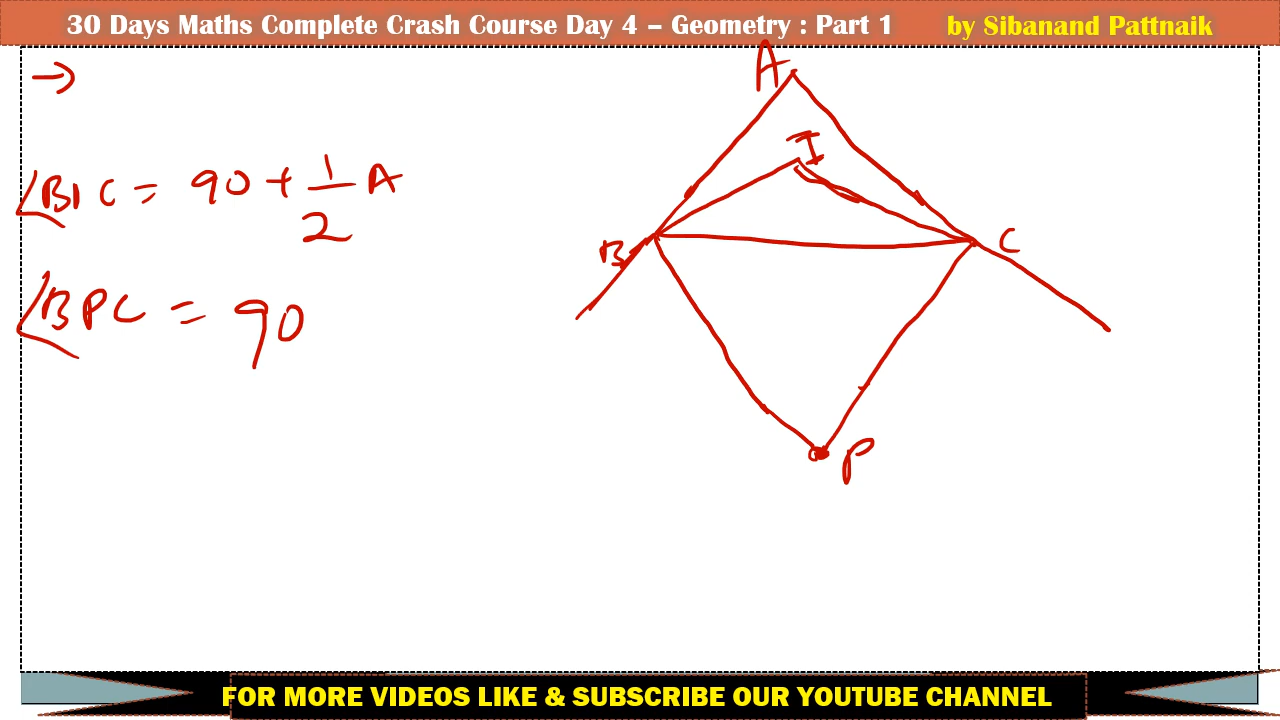 30 Days Maths Complete Crash Course Day 4 – Geometry : Part 1 by Sibanand Pattnaik
→
A
I
∠BIC = 90 + 1/2 A
B
C
∠BPC = 90
P
FOR MORE VIDEOS LIKE & SUBSCRIBE OUR YOUTUBE CHANNEL